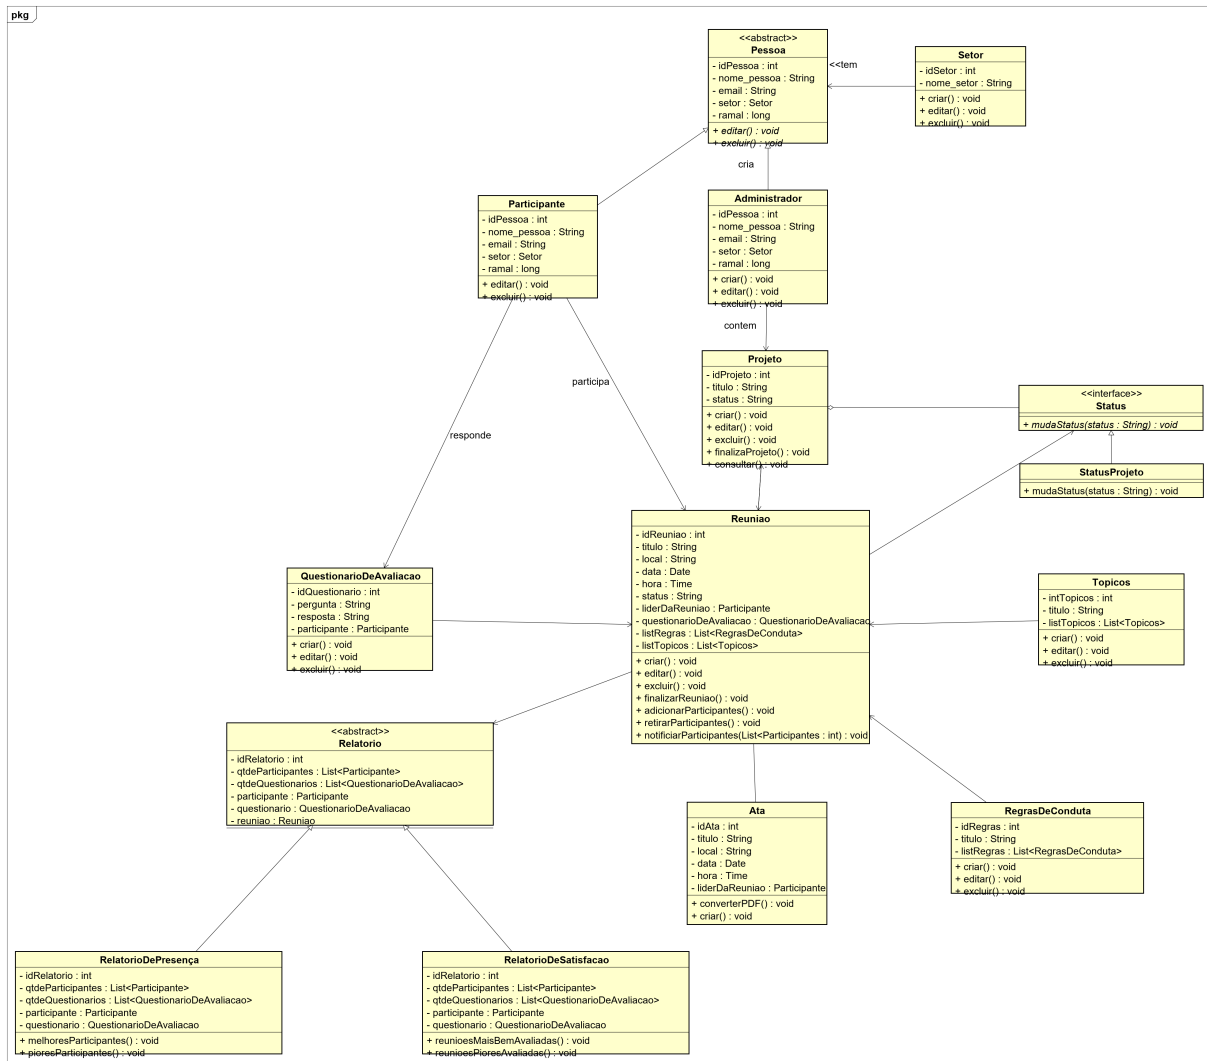 pkg
<<abstract>>
Pessoa
- idPessoa : int
- nome_pessoa : String
- email : String
- setor : Setor
- ramal : long
+ editar() : void
+ excluir() : void
<<tem
Setor
- idSetor : int
- nome_setor : String
+ criar() : void
+ editar() : void
+ excluir() : void
cria
Participante
- idPessoa : int
- nome_pessoa : String
- email : String
- setor : Setor
- ramal : long
+ editar() : void
+ excluir() : void
Administrador
- idPessoa : int
- nome_pessoa : String
- email : String
- setor : Setor
- ramal : long
+ criar() : void
+ editar() : void
+ excluir() : void
contem
participa
responde
Projeto
- idProjeto : int
- titulo : String
- status : String
+ criar() : void
+ editar() : void
+ excluir() : void
+ finalizaProjeto() : void
+ consultar() : void
<<interface>>
Status
+ mudaStatus(status : String) : void
StatusProjeto
+ mudaStatus(status : String) : void
Reuniao
- idReuniao : int
- titulo : String
- local : String
- data : Date
- hora : Time
- status : String
- liderDaReuniao : Participante
- questionarioDeAvaliacao : QuestionarioDeAvaliacao
- listRegras : List<RegrasDeConduta>
- listTopicos : List<Topicos>
+ criar() : void
+ editar() : void
+ excluir() : void
+ finalizarReuniao() : void
+ adicionarParticipantes() : void
+ retirarParticipantes() : void
+ notificiarParticipantes(List<Participantes : int) : void
QuestionarioDeAvaliacao
- idQuestionario : int
- pergunta : String
- resposta : String
- participante : Participante
+ criar() : void
+ editar() : void
+ excluir() : void
Topicos
- intTopicos : int
- titulo : String
- listTopicos : List<Topicos>
+ criar() : void
+ editar() : void
+ excluir() : void
<<abstract>>
Relatorio
- idRelatorio : int
- qtdeParticipantes : List<Participante>
- qtdeQuestionarios : List<QuestionarioDeAvaliacao>
- participante : Participante
- questionario : QuestionarioDeAvaliacao
- reuniao : Reuniao
Ata
- idAta : int
- titulo : String
- local : String
- data : Date
- hora : Time
- liderDaReuniao : Participante
+ converterPDF() : void
+ criar() : void
RegrasDeConduta
- idRegras : int
- titulo : String
- listRegras : List<RegrasDeConduta>
+ criar() : void
+ editar() : void
+ excluir() : void
RelatorioDePresença
- idRelatorio : int
- qtdeParticipantes : List<Participante>
- qtdeQuestionarios : List<QuestionarioDeAvaliacao>
- participante : Participante
- questionario : QuestionarioDeAvaliacao
+ melhoresParticipantes() : void
+ pioresParticipantes() : void
RelatorioDeSatisfacao
- idRelatorio : int
- qtdeParticipantes : List<Participante>
- qtdeQuestionarios : List<QuestionarioDeAvaliacao>
- participante : Participante
- questionario : QuestionarioDeAvaliacao
+ reunioesMaisBemAvaliadas() : void
+ reunioesPioresAvaliadas() : void